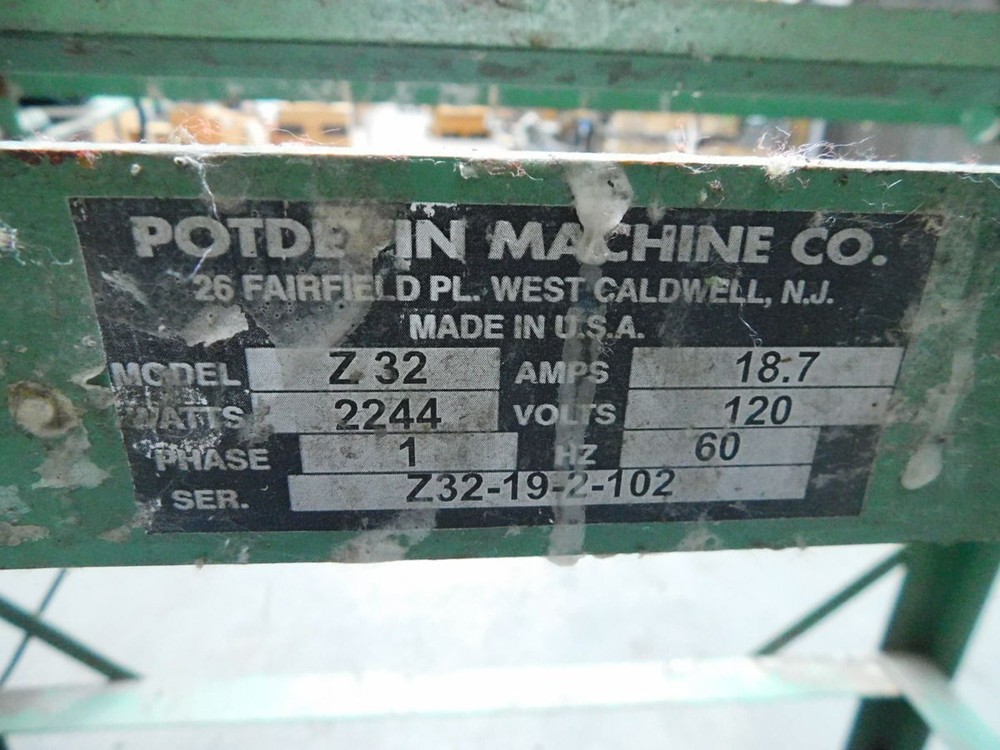 POTDEVIN MACHINE CO.
26 FAIRFIELD PL. WEST CALDWELL, N.J.
MADE IN U.S.A.
MODEL Z 32 AMPS 18.7
WATTS 2244 VOLTS 120
PHASE 1 HZ 60
SER. Z32-19-2-102